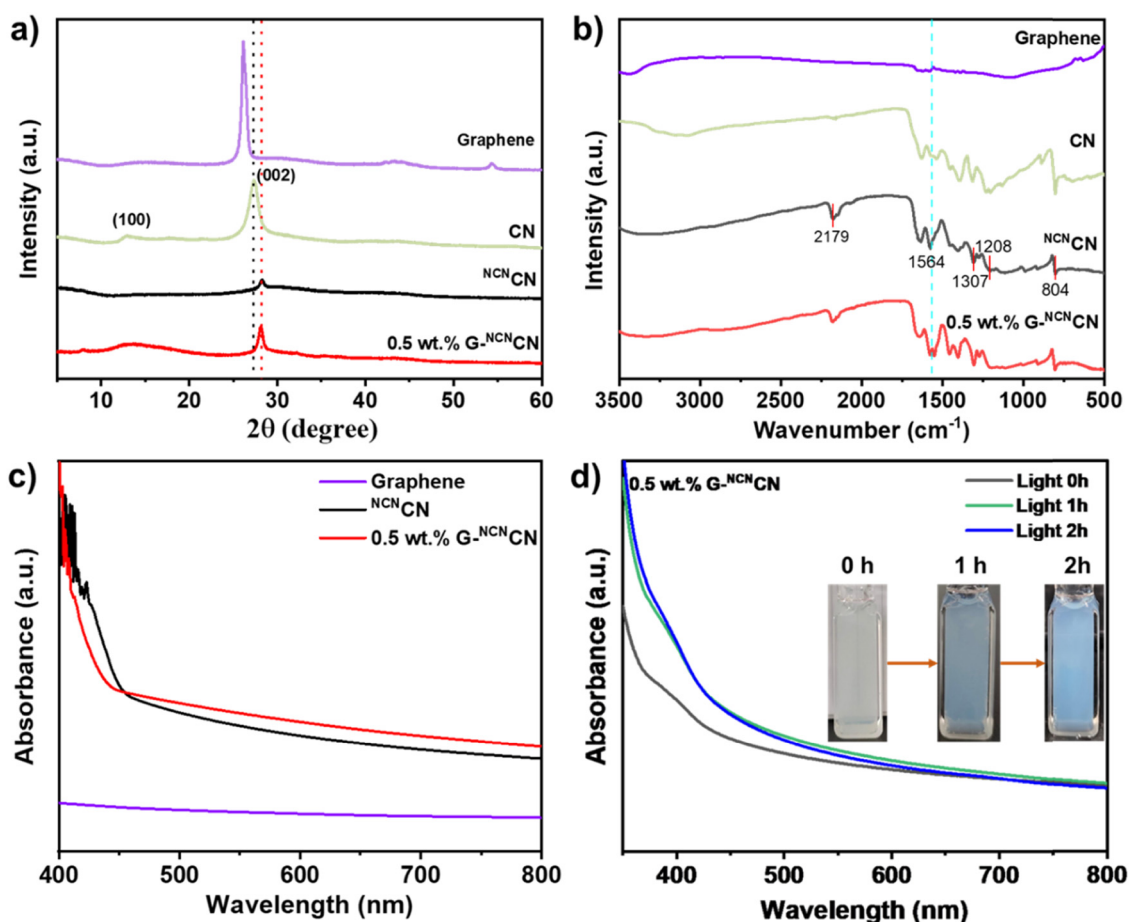 a)
Intensity (a.u.)
Graphene
(002)
(100)
CN
NCNCN
0.5 wt.% G-NCNCN
10 20 30 40 50 60
2θ (degree)
b)
Intensity (a.u.)
Graphene
CN
NCNCN
2179
1564
1208
1307
804
0.5 wt.% G-NCNCN
3500 3000 2500 2000 1500 1000 500
Wavenumber (cm-1)
c)
Absorbance (a.u.)
Graphene
NCNCN
0.5 wt.% G-NCNCN
400 500 600 700 800
Wavelength (nm)
d)
Absorbance (a.u.)
0.5 wt.% G-NCNCN
Light 0h
Light 1h
Light 2h
0 h 1 h 2h
400 500 600 700 800
Wavelength (nm)